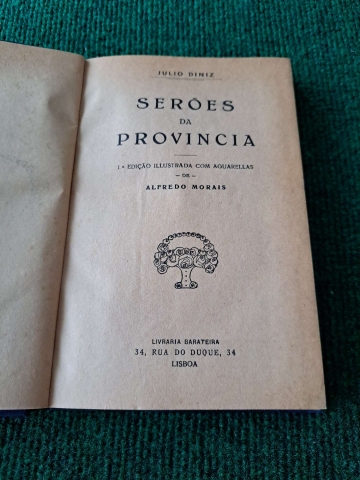 JULIO DINIZ
SERÕES
DA
PROVINCIA
1.ª EDIÇÃO ILLUSTRADA COM AGUARELLAS
— DE —
ALFREDO MORAIS
LIVRARIA BARATEIRA
34, RUA DO DUQUE, 34
LISBOA